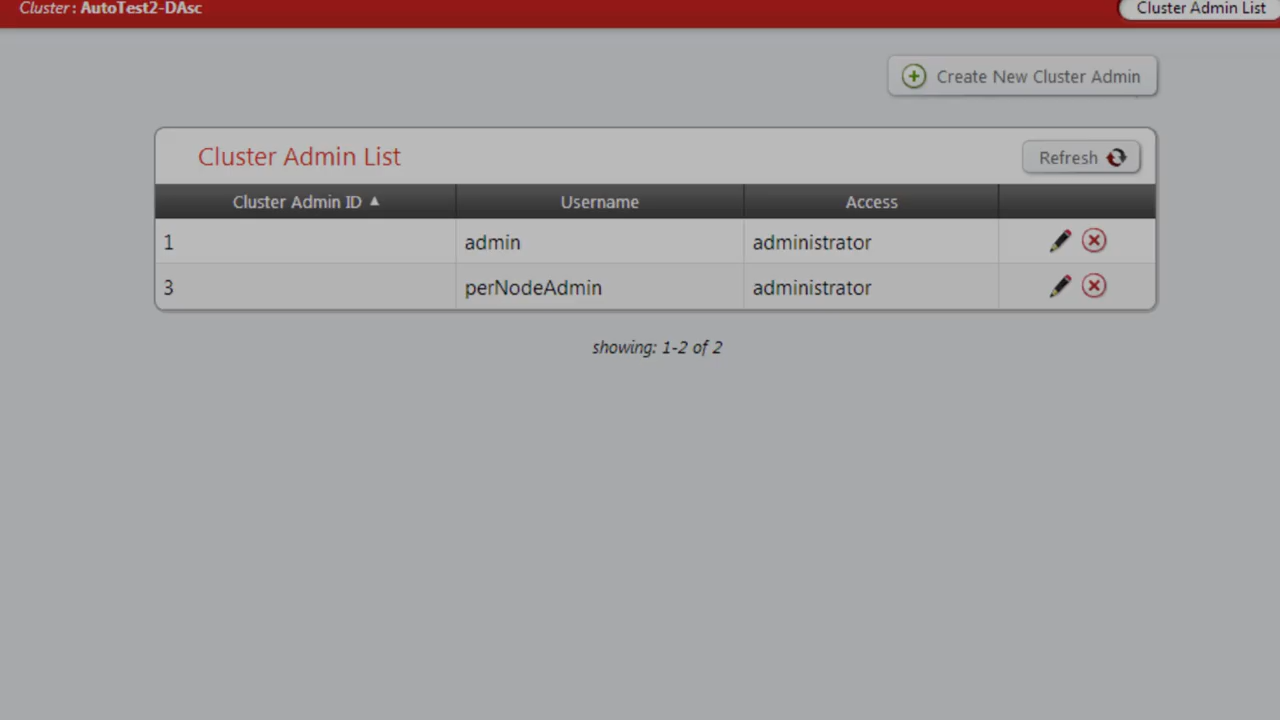 Cluster : AutoTest2-DAsc
Cluster Admin List
Create New Cluster Admin
Cluster Admin List
Refresh
Cluster Admin ID ▲ Username Access
1 admin administrator
3 perNodeAdmin administrator
showing: 1-2 of 2